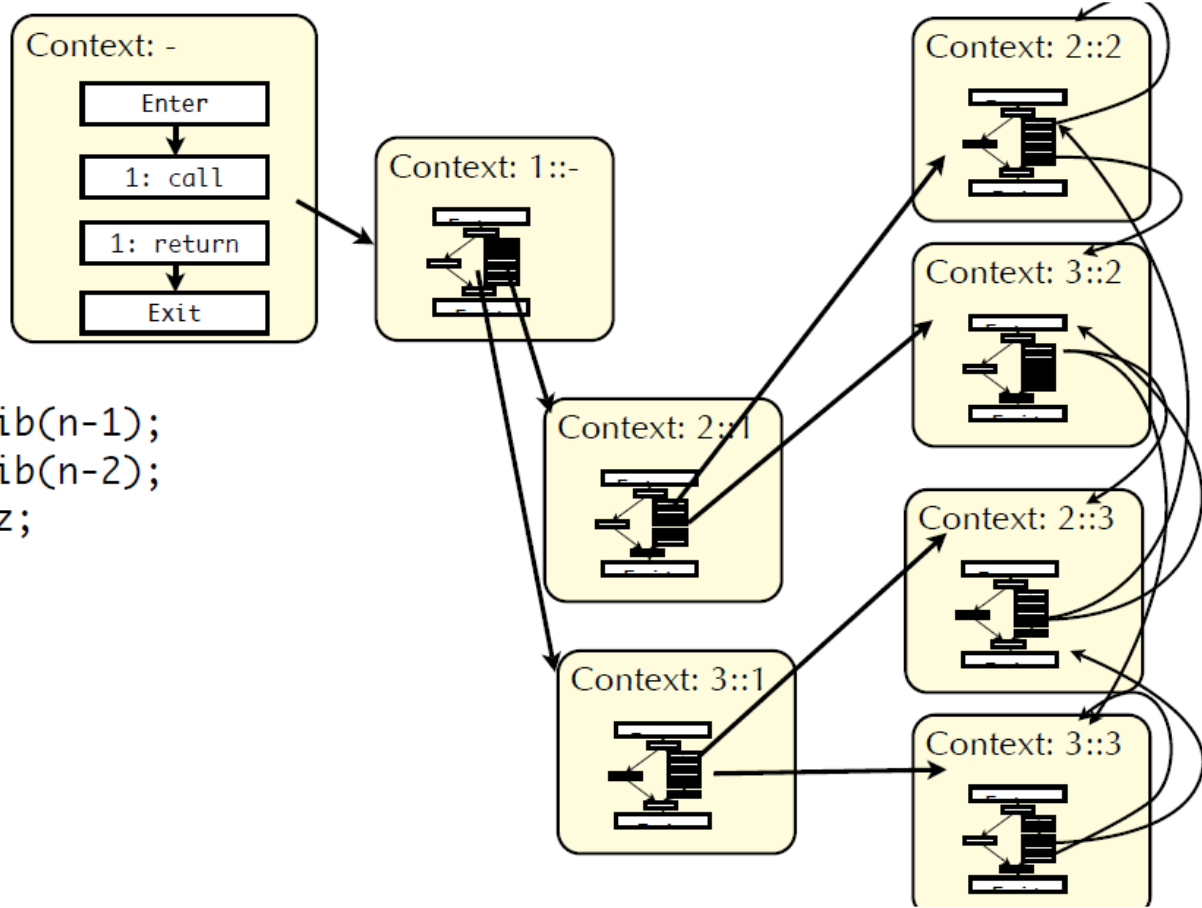 Context: -
Enter
1: call
1: return
Exit
Context: 1::-
ib(n-1);
ib(n-2);
z;
Context: 2::1
Context: 3::1
Context: 2::2
Context: 3::2
Context: 2::3
Context: 3::3